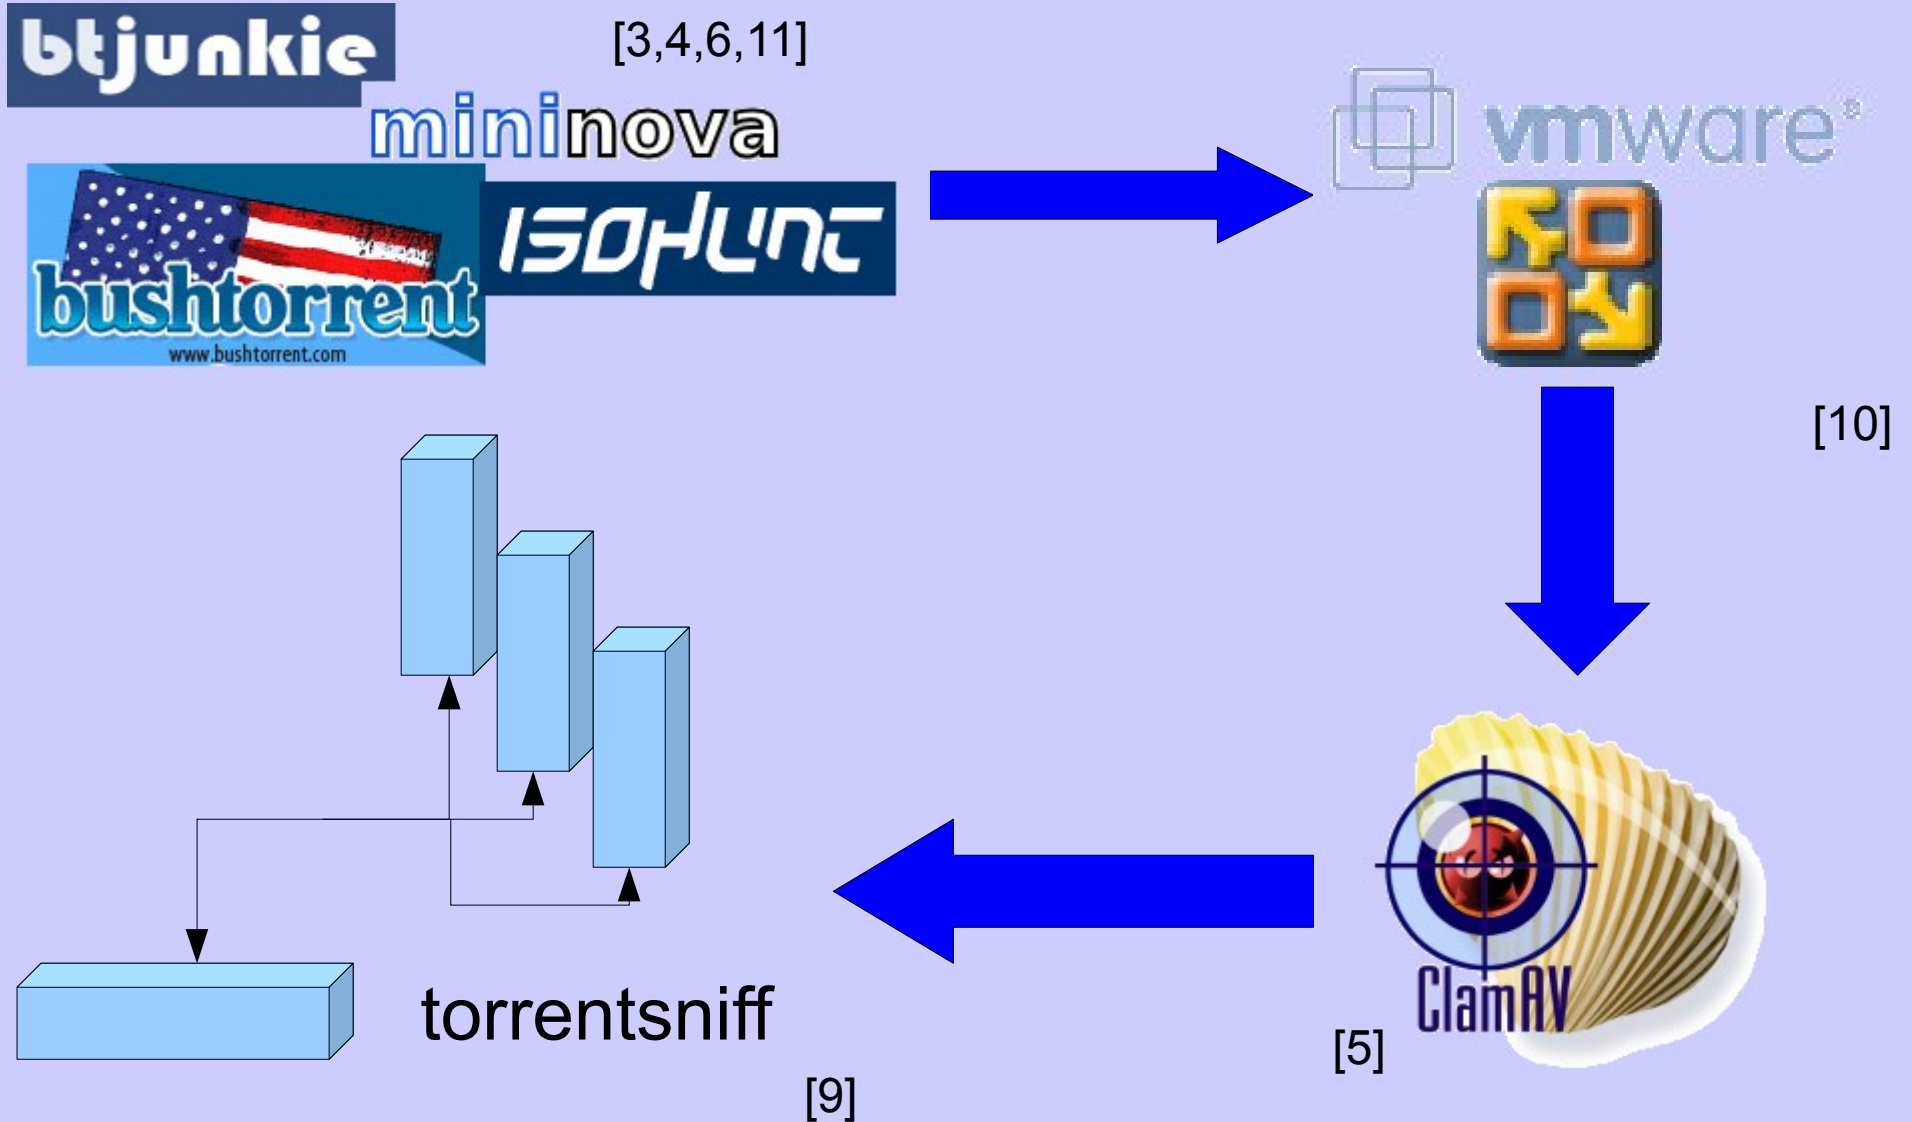 btjunkie
[3,4,6,11]
mininova
isoHunt
bushtorrent
www.bushtorrent.com
vmware®
[10]
ClamAV
[5]
torrentsniff
[9]